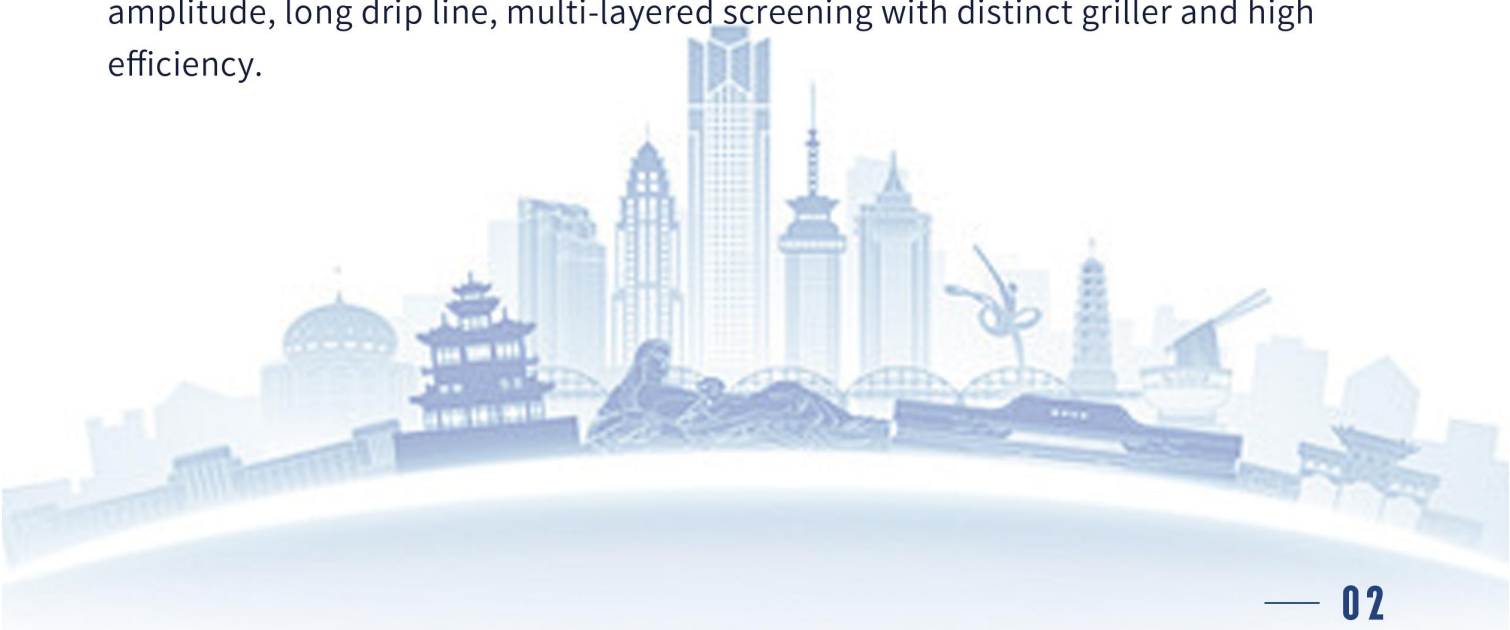 amplitude, long drip line, multi-layered screening with distinct griller and high
efficiency.
02